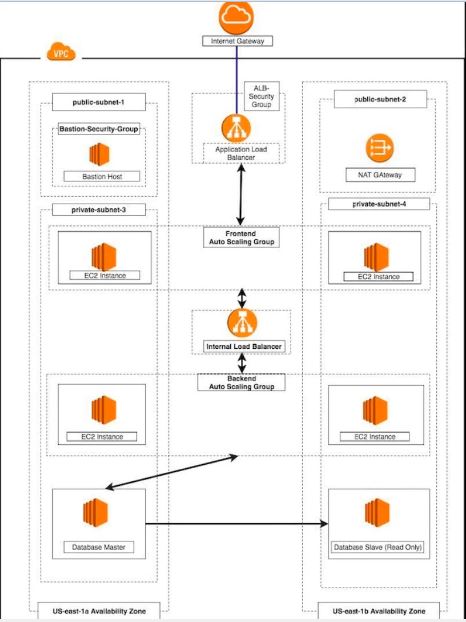 Internet Gateway
VPC
ALB-
Security
Group
public-subnet-1
public-subnet-2
Bastion-Security-Group
Application Load
Balancer
Bastion Host
NAT GAteway
private-subnet-3
private-subnet-4
Frontend
Auto Scaling Group
EC2 Instance
EC2 Instance
Internal Load Balancer
Backend
Auto Scaling Group
EC2 Instance
EC2 Instance
Database Master
Database Slave (Read Only)
US-east-1a Availability Zone
US-east-1b Availability Zone